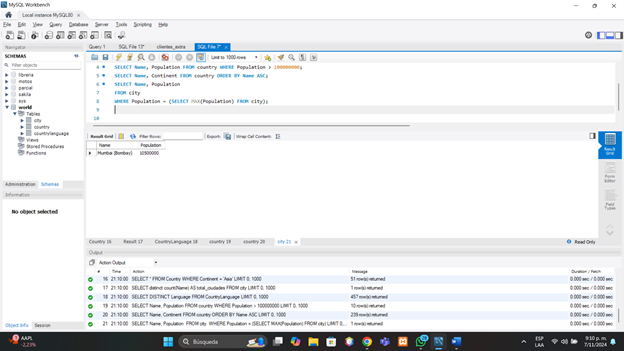 MySQL Workbench
Local instance MySQL80
File Edit View Query Database Server Tools Scripting Help
Navigator
SCHEMAS
Filter objects
libreria
motos
parcial
sakila
sys
world
Tables
city
country
countrylanguage
Views
Stored Procedures
Functions
Administration Schemas
Information
No object selected
Object Info Session
Query 1 SQL File 13* clientes_extra SQL File 7*
Limit to 1000 rows
4 SELECT Name, Population FROM country WHERE Population > 100000000;
5 SELECT Name, Continent FROM country ORDER BY Name ASC;
6 SELECT Name, Population
7 FROM city
8 WHERE Population = (SELECT MAX(Population) FROM city);
9
10
Result Grid Filter Rows: Export: Wrap Cell Content:
Name Population
Mumbai (Bombay) 10500000
Result Grid
Form Editor
Field Types
Country 16 Result 17 CountryLanguage 18 country 19 country 20 city 21
Read Only
Output
Action Output
# Time Action Message Duration / Fetch
16 21:10:00 SELECT * FROM Country WHERE Continent = 'Asia' LIMIT 0, 1000 51 row(s) returned 0.000 sec / 0.000 sec
17 21:10:00 SELECT distinct count(Name) AS total_ciudades FROM city LIMIT 0, 1000 1 row(s) returned 0.000 sec / 0.000 sec
18 21:10:00 SELECT DISTINCT Language FROM CountryLanguage LIMIT 0, 1000 457 row(s) returned 0.000 sec / 0.000 sec
19 21:10:00 SELECT Name, Population FROM country WHERE Population > 100000000 LIMIT 0, 1000 10 row(s) returned 0.000 sec / 0.000 sec
20 21:10:00 SELECT Name, Continent FROM country ORDER BY Name ASC LIMIT 0, 1000 239 row(s) returned 0.000 sec / 0.000 sec
21 21:10:00 SELECT Name, Population FROM city WHERE Population = (SELECT MAX(Population) FROM city) LIMIT 0, 1000 1 row(s) returned 0.000 sec / 0.000 sec
AAPL
-2,23%
Búsqueda
ESP
LAA
9:10 p. m.
7/11/2024